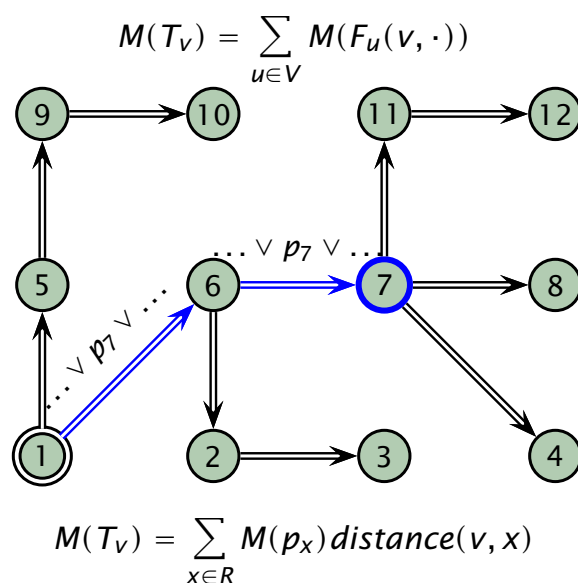 M(T_v) = ∑_{u∈V} M(F_u(v, ·))
9 10 11 12
… ∨ p_7 ∨ …
5 6 7 8
… ∨ p_7 ∨ …
1 2 3 4
M(T_v) = ∑_{x∈R} M(p_x)distance(v, x)